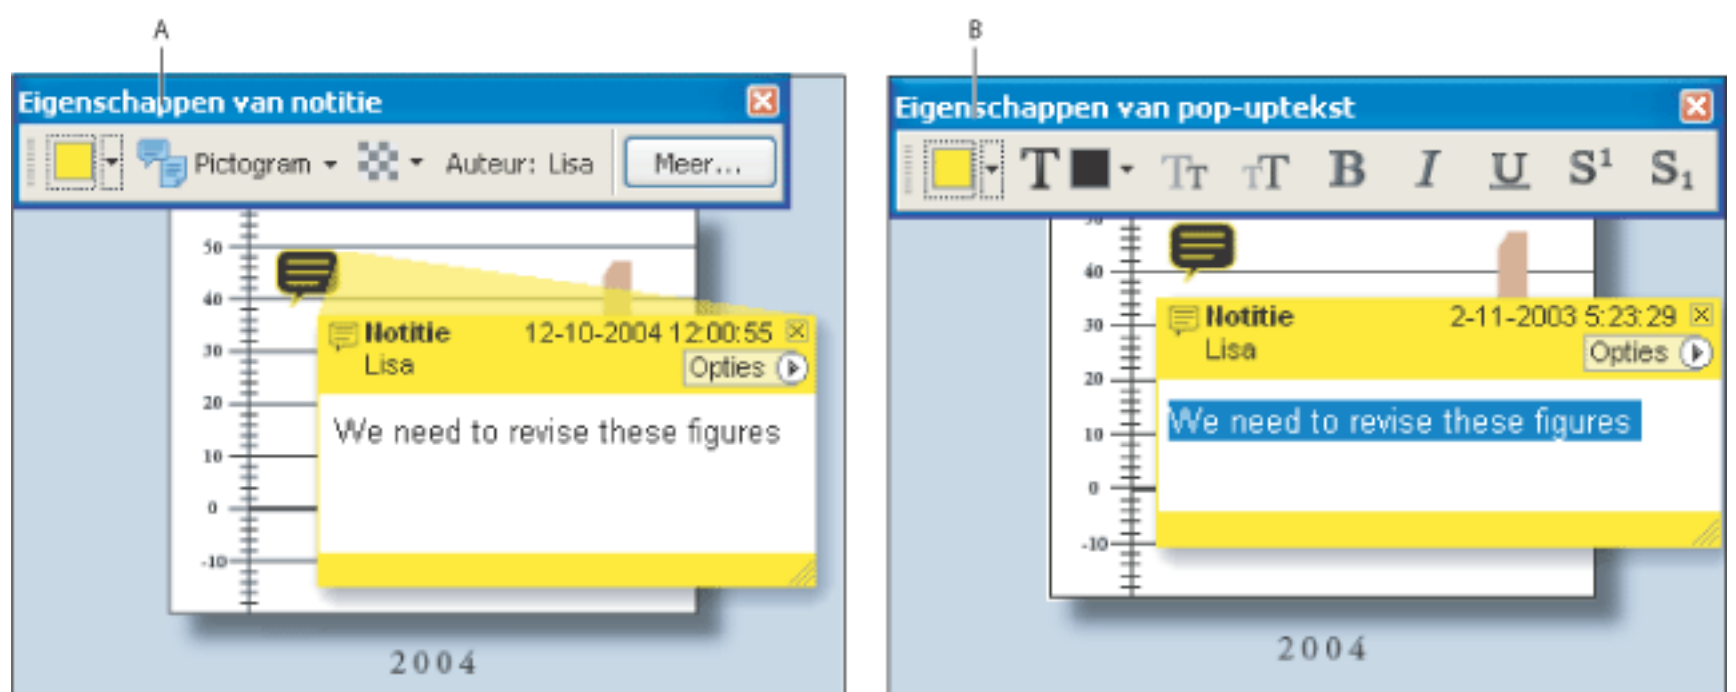 A
Eigenschappen van notitie
Pictogram
Auteur: Lisa
Meer...
50
40
30
20
10
0
-10
Notitie 12-10-2004 12:00:55
Lisa
Opties
We need to revise these figures
2004
B
Eigenschappen van pop-uptekst
T Tt tT B I U S¹ S₁
40
30
20
10
0
-10
Notitie 2-11-2003 5:23:29
Lisa
Opties
We need to revise these figures
2004